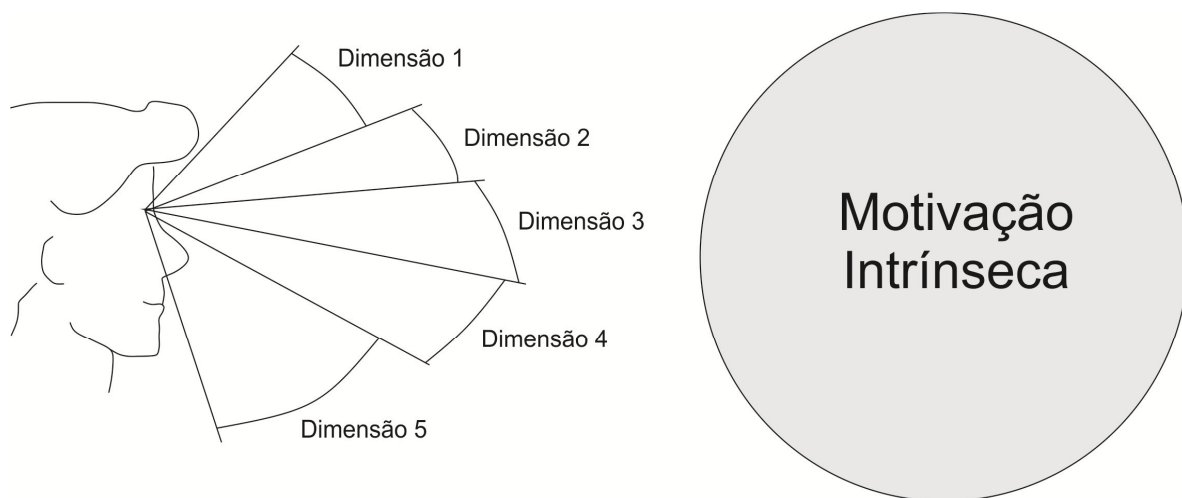 Dimensão 1
Dimensão 2
Dimensão 3
Dimensão 4
Dimensão 5
Motivação
Intrínseca